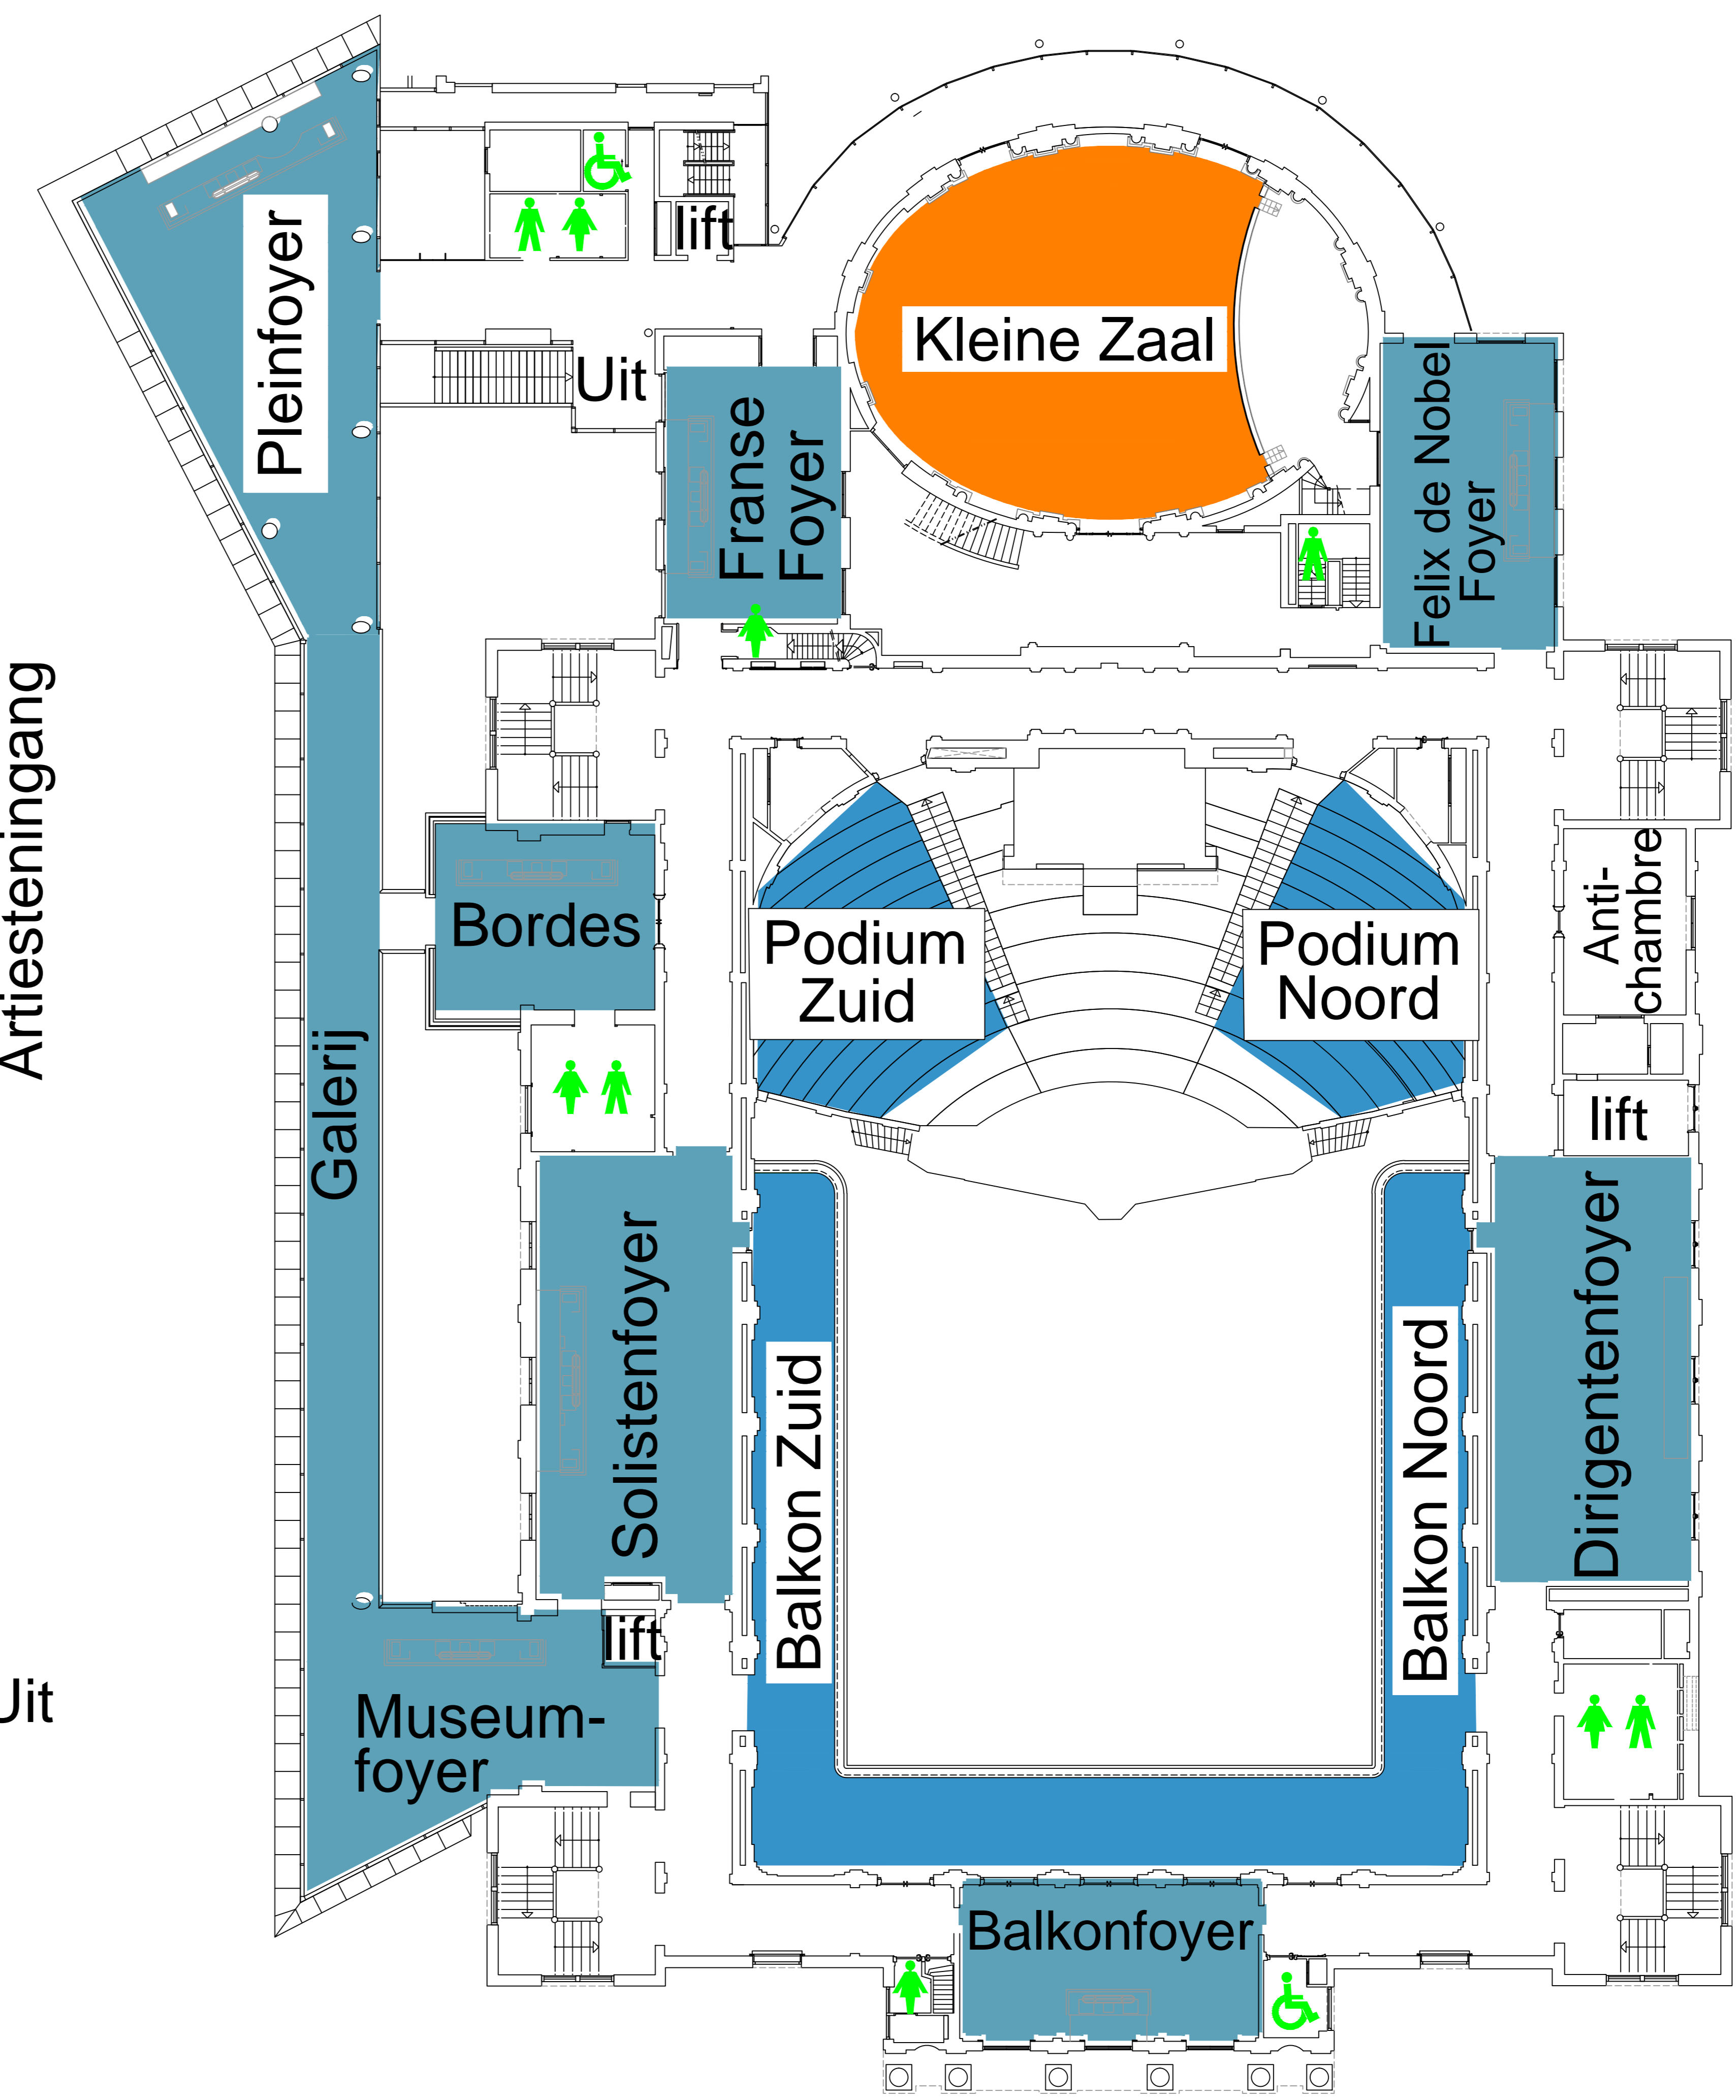 lift
Pleinfoyer
Kleine Zaal
Uit
Franse
Foyer
Felix de Nobel
Foyer
Artiesteningang
Anti-
chambre
Bordes
Podium
Zuid
Podium
Noord
Galerij
lift
Solistenfoyer
Dirigentenfoyer
Balkon Zuid
Balkon Noord
lift
Uit
Museum-
foyer
Balkonfoyer